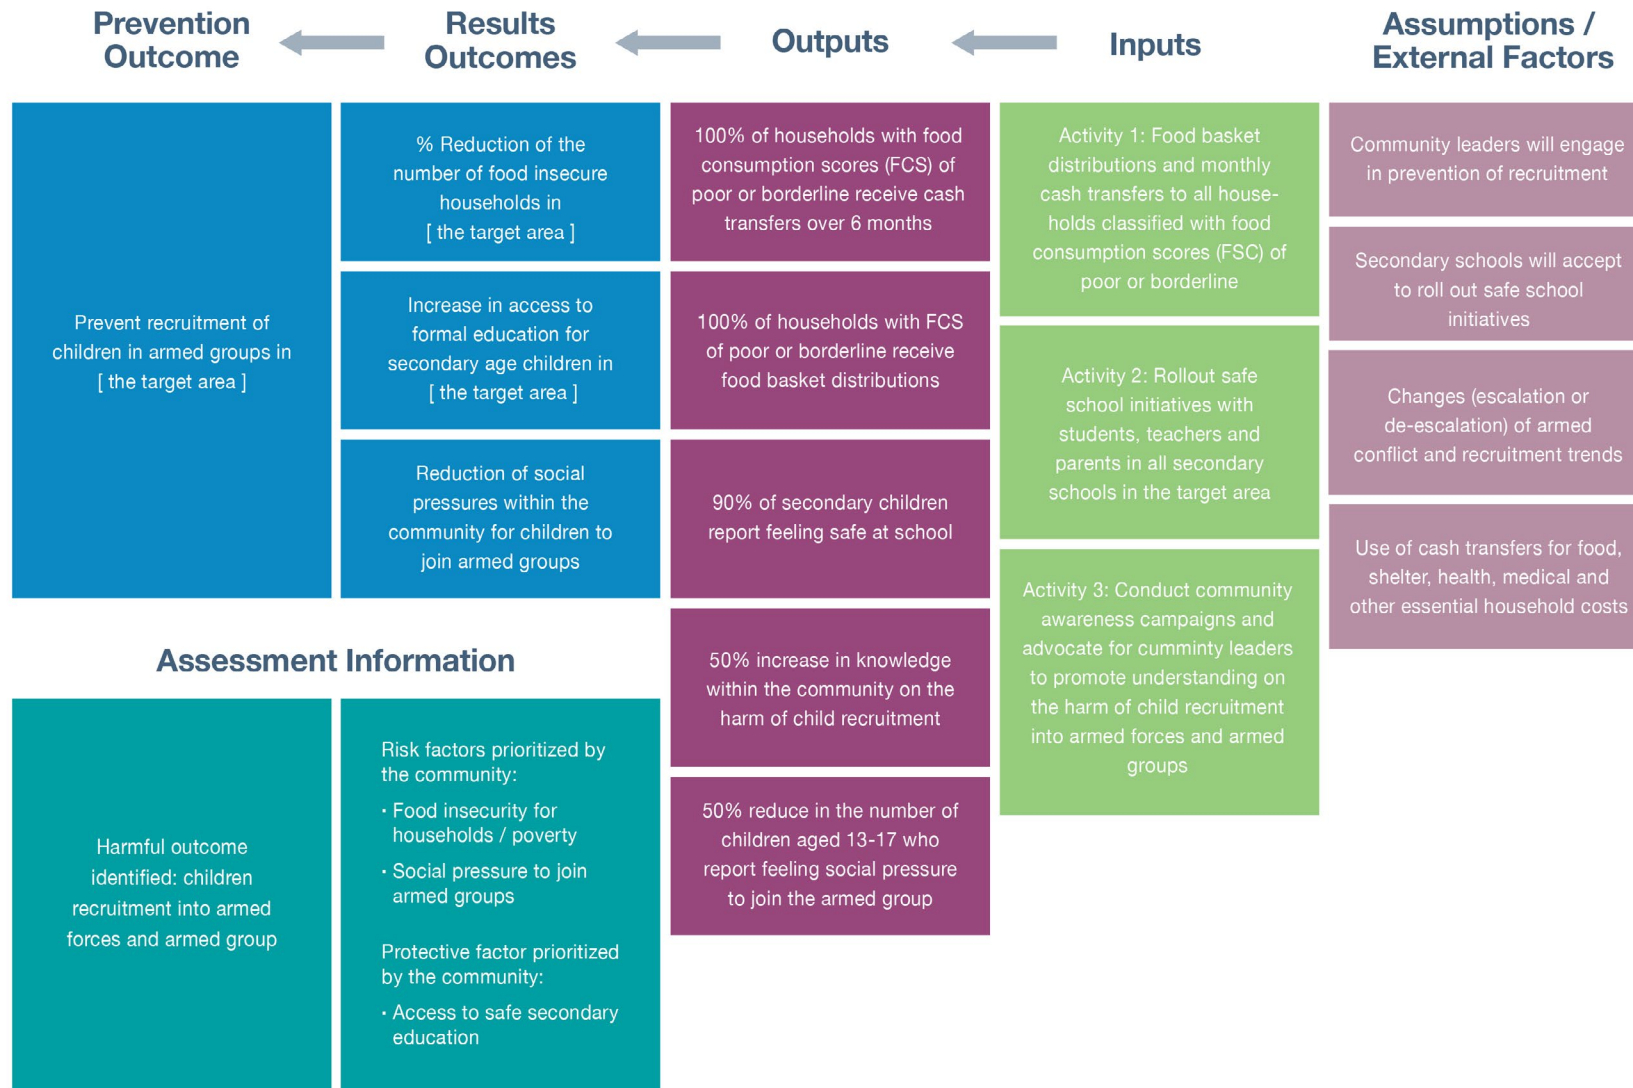 Prevention
Outcome
Results
Outcomes
Outputs
Inputs
Assumptions /
External Factors
Prevent recruitment of
children in armed groups in
[ the target area ]
% Reduction of the
number of food insecure
households in
[ the target area ]
Increase in access to
formal education for
secondary age children in
[ the target area ]
Reduction of social
pressures within the
community for children to
join armed groups
100% of households with food
consumption scores (FCS) of
poor or borderline receive cash
transfers over 6 months
100% of households with FCS
of poor or borderline receive
food basket distributions
90% of secondary children
report feeling safe at school
50% increase in knowledge
within the community on the
harm of child recruitment
50% reduce in the number of
children aged 13-17 who
report feeling social pressure
to join the armed group
Activity 1: Food basket
distributions and monthly
cash transfers to all house-
holds classified with food
consumption scores (FSC) of
poor or borderline
Activity 2: Rollout safe
school initiatives with
students, teachers and
parents in all secondary
schools in the target area
Activity 3: Conduct community
awareness campaigns and
advocate for cumminty leaders
to promote understanding on
the harm of child recruitment
into armed forces and armed
groups
Community leaders will engage
in prevention of recruitment
Secondary schools will accept
to roll out safe school
initiatives
Changes (escalation or
de-escalation) of armed
conflict and recruitment trends
Use of cash transfers for food,
shelter, health, medical and
other essential household costs
Assessment Information
Harmful outcome
identified: children
recruitment into armed
forces and armed group
Risk factors prioritized by
the community:
· Food insecurity for
households / poverty
· Social pressure to join
armed groups
Protective factor prioritized
by the community:
· Access to safe secondary
education